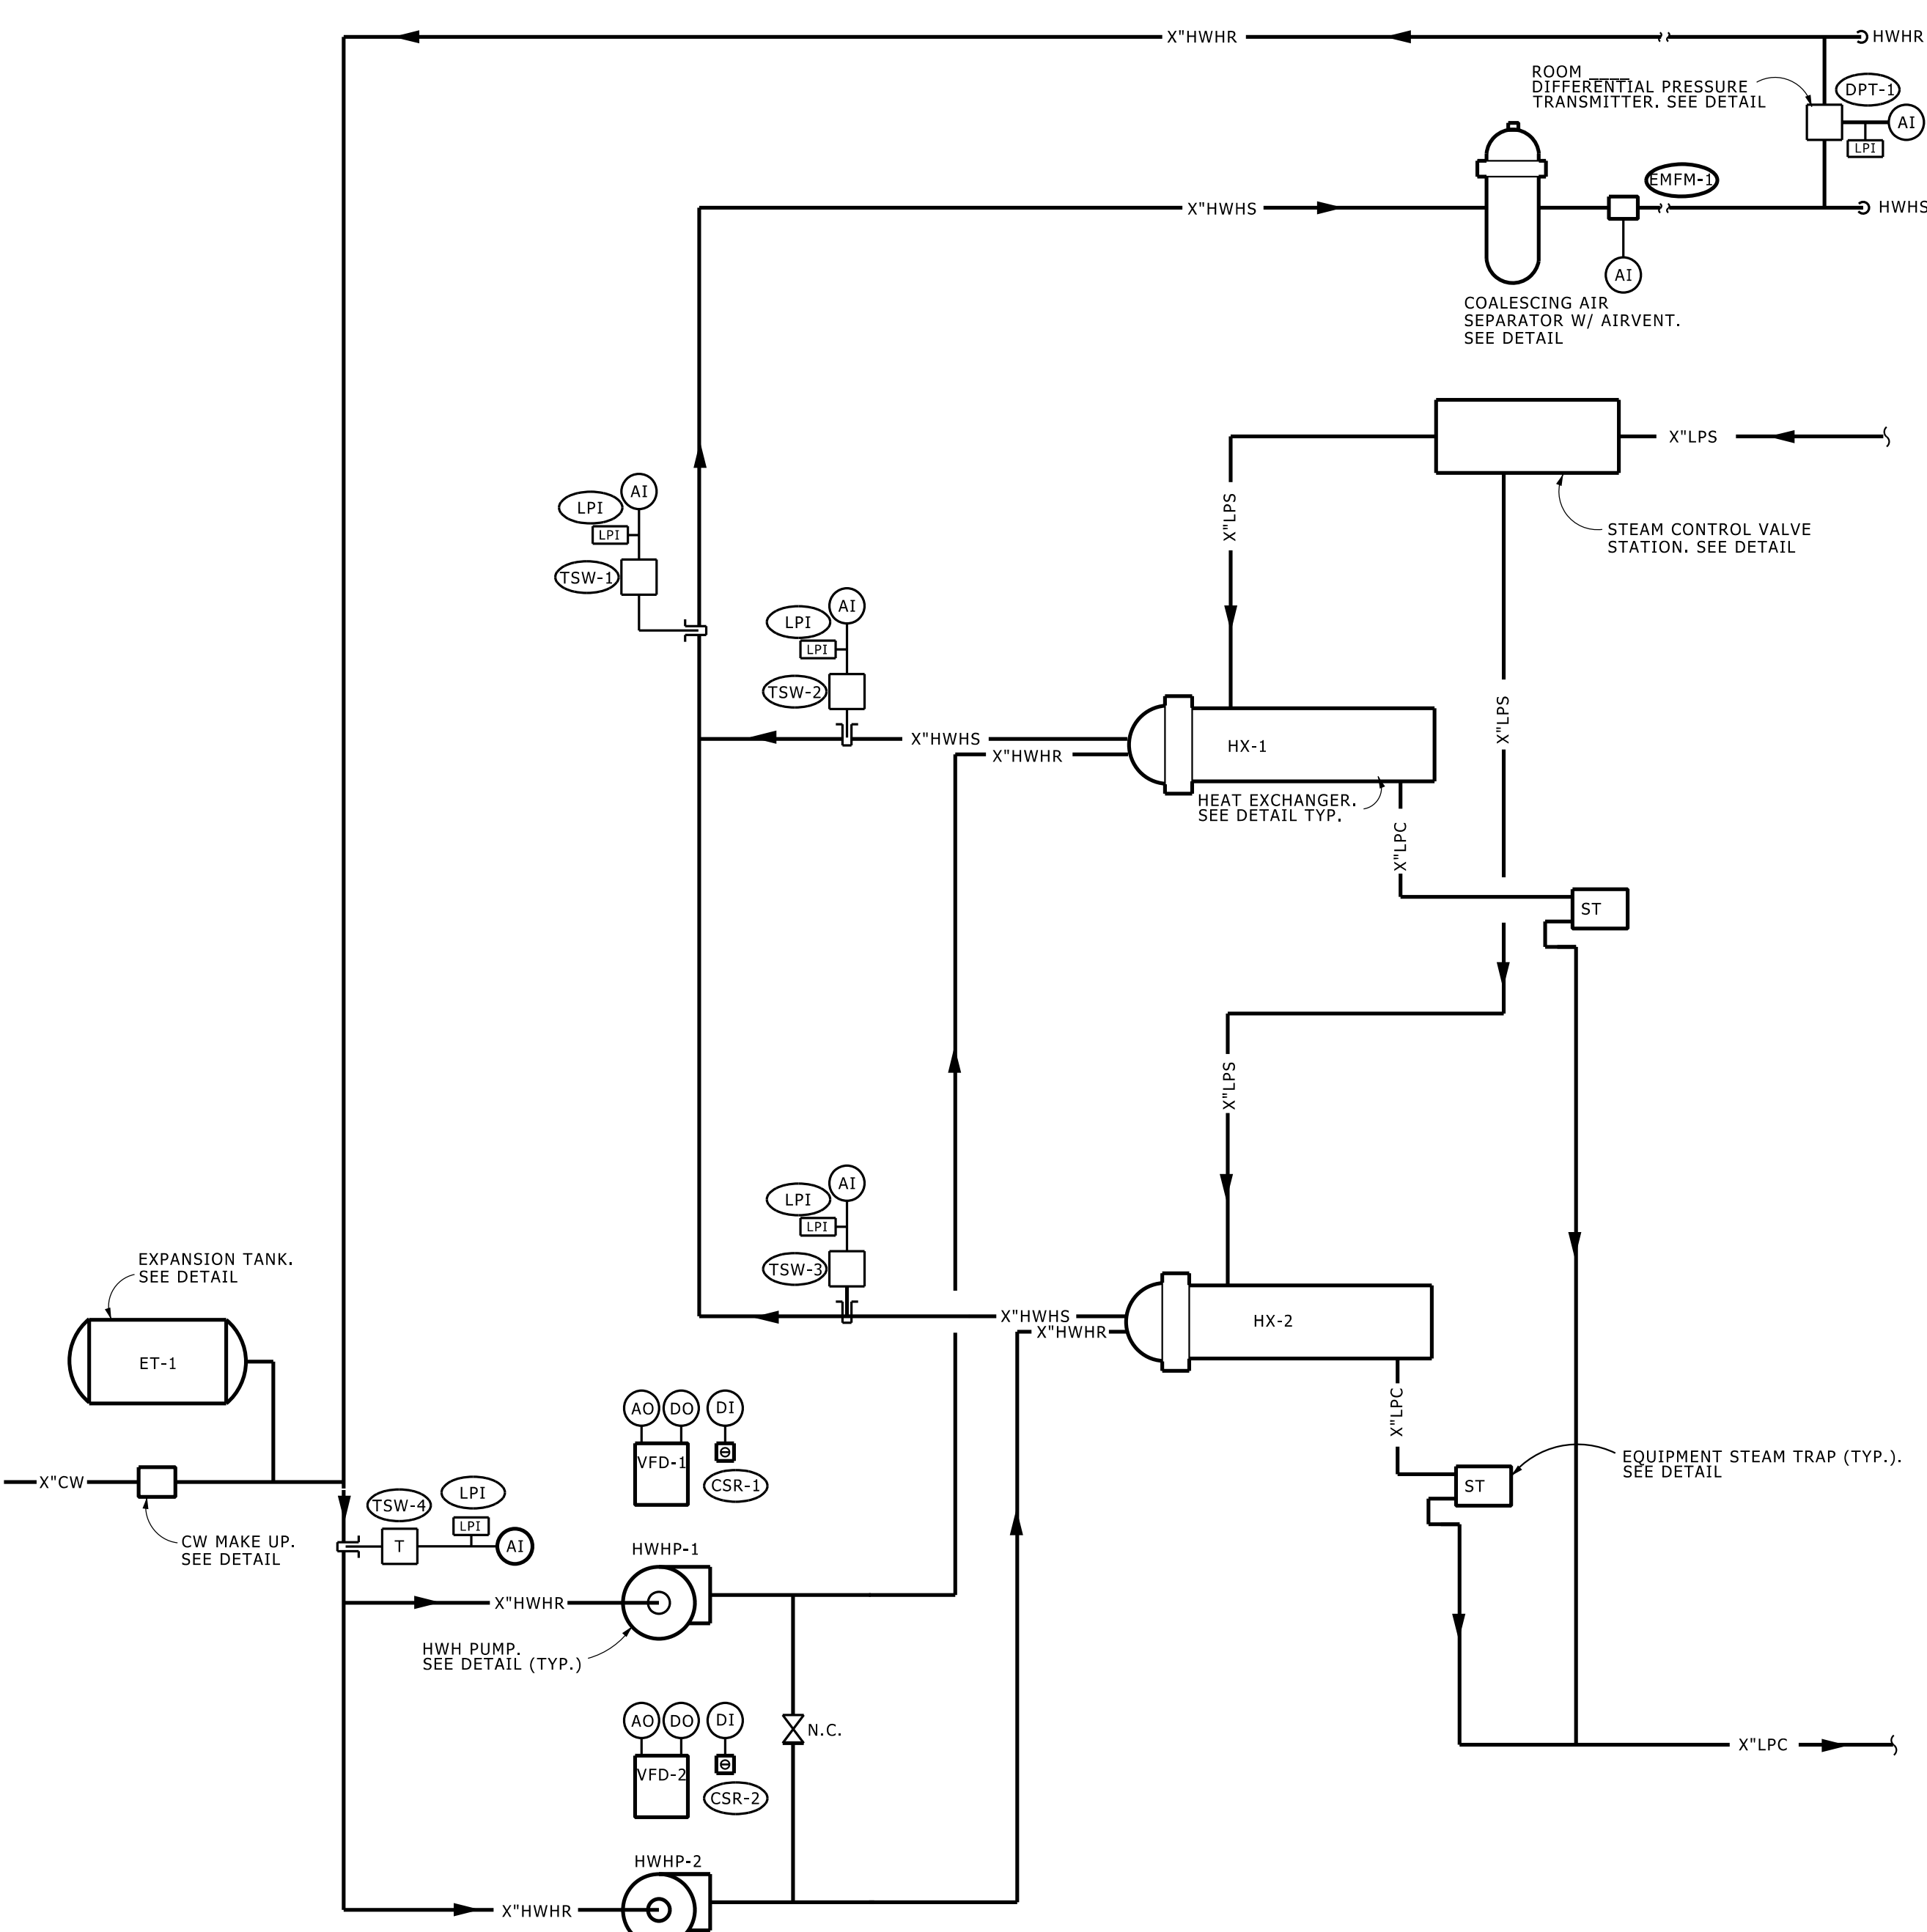 X"HWHR
HWHR
ROOM ____
DIFFERENTIAL PRESSURE
TRANSMITTER. SEE DETAIL
DPT-1
AI
LPI
EMFM-1
X"HWHS
HWHS
AI
COALESCING AIR
SEPARATOR W/ AIRVENT.
SEE DETAIL
X"LPS
X"LPS
STEAM CONTROL VALVE
STATION. SEE DETAIL
AI
LPI
LPI
TSW-1
AI
LPI
LPI
TSW-2
X"LPS
X"HWHS
X"HWHR
HX-1
HEAT EXCHANGER.
SEE DETAIL TYP.
X"LPC
ST
X"LPS
AI
LPI
LPI
TSW-3
EXPANSION TANK.
SEE DETAIL
X"HWHS
X"HWHR
HX-2
ET-1
AO
DO
DI
X"LPC
VFD-1
CSR-1
EQUIPMENT STEAM TRAP (TYP.).
SEE DETAIL
ST
X"CW
TSW-4
LPI
LPI
T
AI
CW MAKE UP.
SEE DETAIL
HWHP-1
X"HWHR
HWH PUMP.
SEE DETAIL (TYP.)
AO
DO
DI
N.C.
X"LPC
VFD-2
CSR-2
HWHP-2
X"HWHR